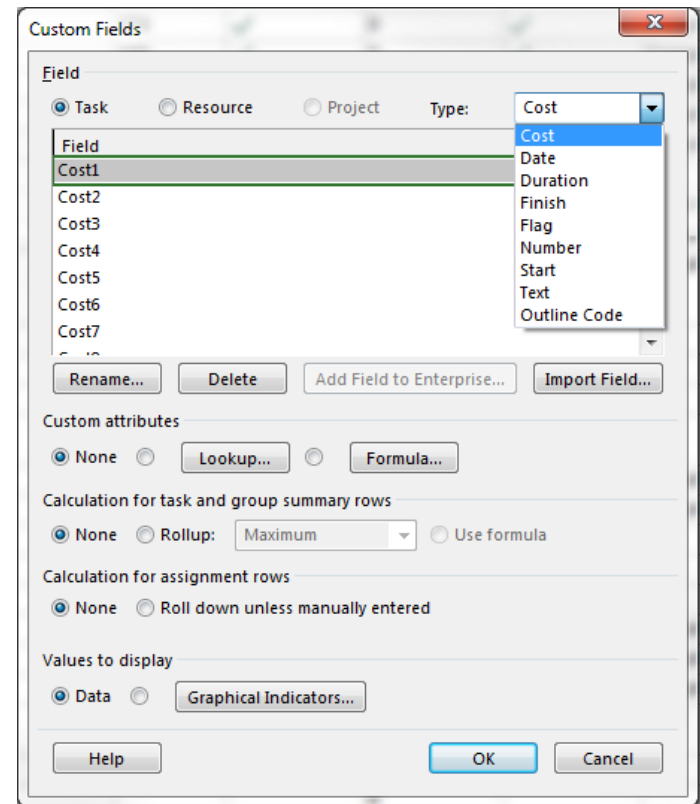 Custom Fields
Field
Task Resource Project Type: Cost
Field
Cost
Date
Duration
Finish
Flag
Number
Start
Text
Outline Code
Cost1
Cost2
Cost3
Cost4
Cost5
Cost6
Cost7
Rename... Delete Add Field to Enterprise... Import Field...
Custom attributes
None Lookup... Formula...
Calculation for task and group summary rows
None Rollup: Maximum Use formula
Calculation for assignment rows
None Roll down unless manually entered
Values to display
Data Graphical Indicators...
Help OK Cancel